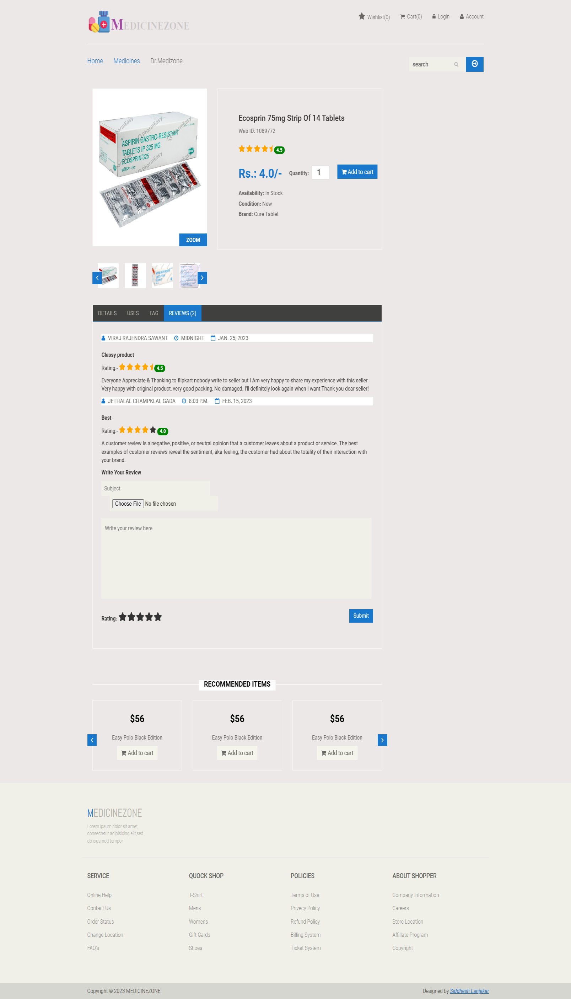 MEDICINEZONE
Wishlist(0) Cart(0) Login Account
Home Medicines Dr.Medizone
search
ASPIRIN GASTRO-RESISTANT
TABLETS IP 325 MG
ECOSPRIN-325
इकोस्प्रिन-३२५
PharmEasy
PharmEasy
PharmEasy
PharmEasy
ZOOM
Ecosprin 75mg Strip Of 14 Tablets
Web ID: 1089772
4.5
Rs.: 4.0/- Quantity: 1 Add to cart
Availability: In Stock
Condition: New
Brand: Cure Tablet
DETAILS USES TAG REVIEWS (2)
VIRAJ RAJENDRA SAWANT MIDNIGHT JAN. 25, 2023
Classy product
Rating:- 4.5
Everyone Appreciate & Thanking to flipkart nobody write to seller but I Am very happy to share my experience with this seller.
Very happy with original product, very good packing, No damaged. I'll definitely look again when i want Thank you dear seller!
JETHALAL CHAMPKLAL GADA 8:03 P.M. FEB. 15, 2023
Best
Rating:- 4.0
A customer review is a negative, positive, or neutral opinion that a customer leaves about a product or service. The best
examples of customer reviews reveal the sentiment, aka feeling, the customer had about the totality of their interaction with
your brand.
Write Your Review
Subject
Choose File No file chosen
Write your review here
Rating:
Submit
RECOMMENDED ITEMS
$56 $56 $56
Easy Polo Black Edition Easy Polo Black Edition Easy Polo Black Edition
Add to cart Add to cart Add to cart
MEDICINEZONE
Lorem ipsum dolor sit amet,
consectetur adipisicing elit,sed
do eiusmod tempor
SERVICE QUOCK SHOP POLICIES ABOUT SHOPPER
Online Help T-Shirt Terms of Use Company Information
Contact Us Mens Privecy Policy Careers
Order Status Womens Refund Policy Store Location
Change Location Gift Cards Billing System Affillate Program
FAQ's Shoes Ticket System Copyright
Copyright © 2023 MEDICINEZONE Designed by Siddhesh Lanjekar